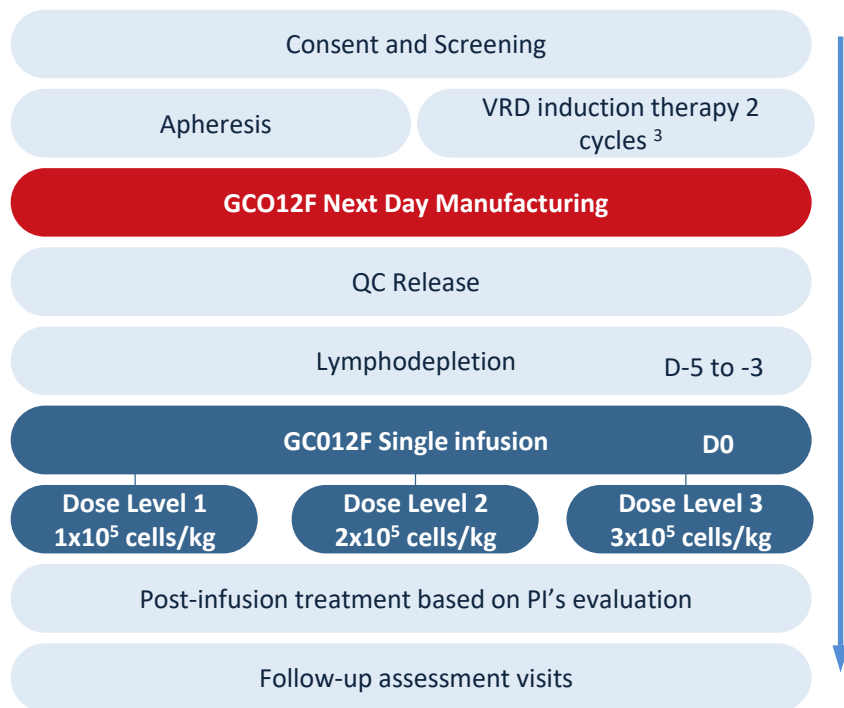 Consent and Screening
Apheresis
VRD induction therapy 2
cycles ³
GCO12F Next Day Manufacturing
QC Release
Lymphodepletion D-5 to -3
GC012F Single infusion D0
Dose Level 1
1x10⁵ cells/kg
Dose Level 2
2x10⁵ cells/kg
Dose Level 3
3x10⁵ cells/kg
Post-infusion treatment based on PI's evaluation
Follow-up assessment visits